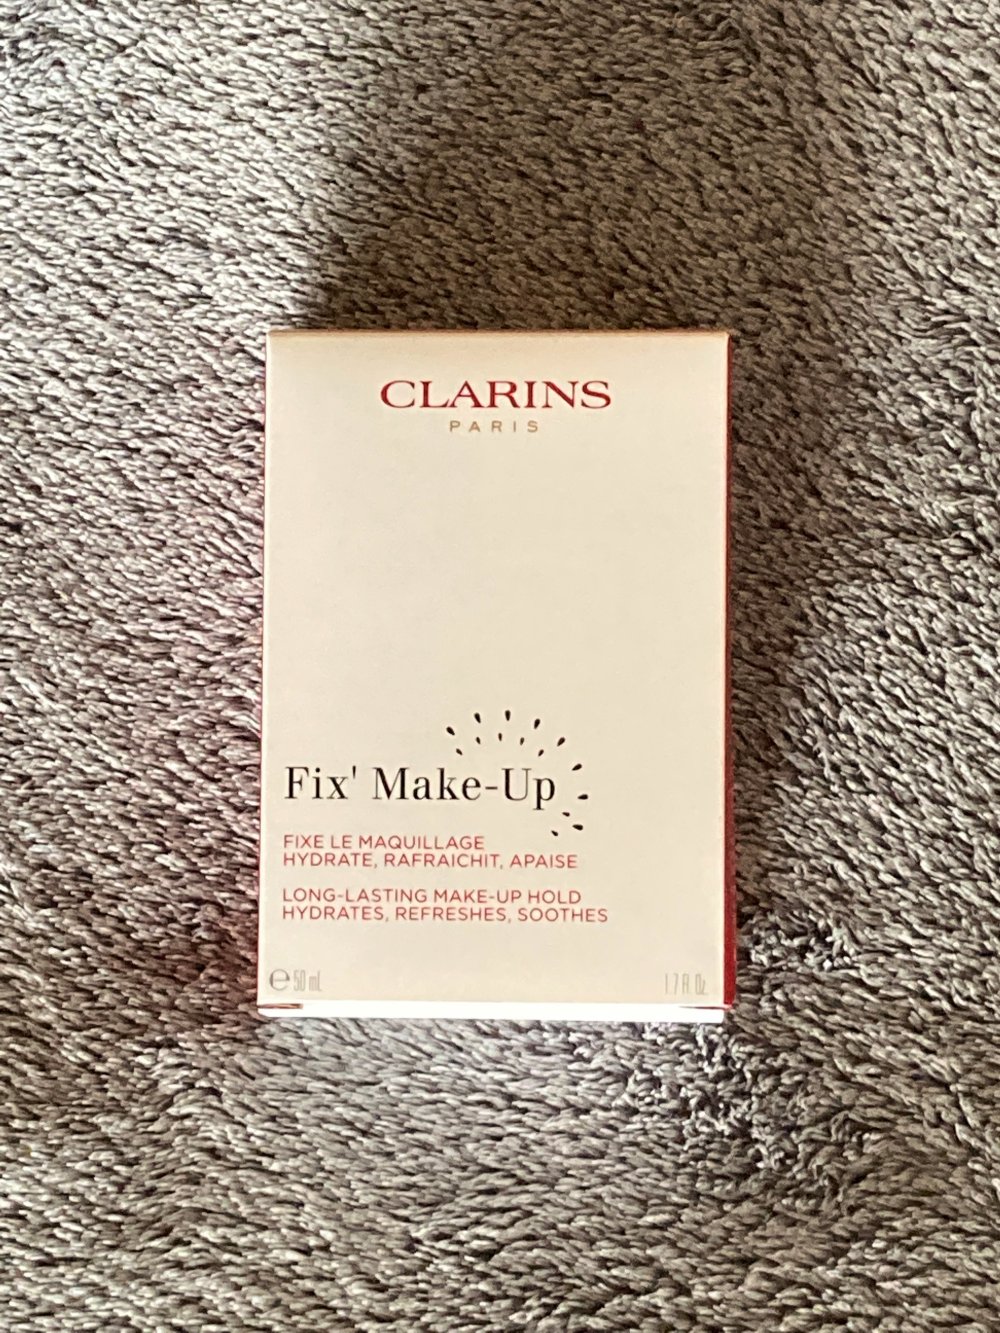 CLARINS
PARIS
Fix' Make-Up
FIXE LE MAQUILLAGE
HYDRATE, RAFRAICHIT, APAISE
LONG-LASTING MAKE-UP HOLD
HYDRATES, REFRESHES, SOOTHES
℮ 50 mL
1.7 Fl. Oz.